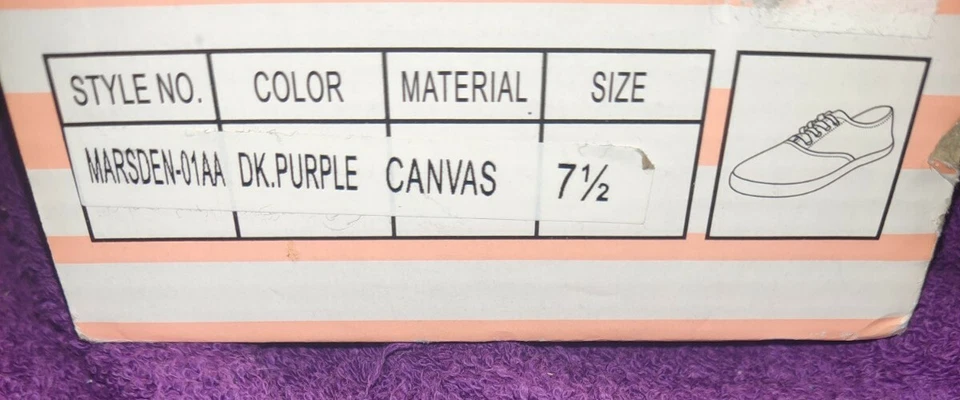 STYLE NO. COLOR MATERIAL SIZE
MARSDEN-01AA DK.PURPLE CANVAS 7½